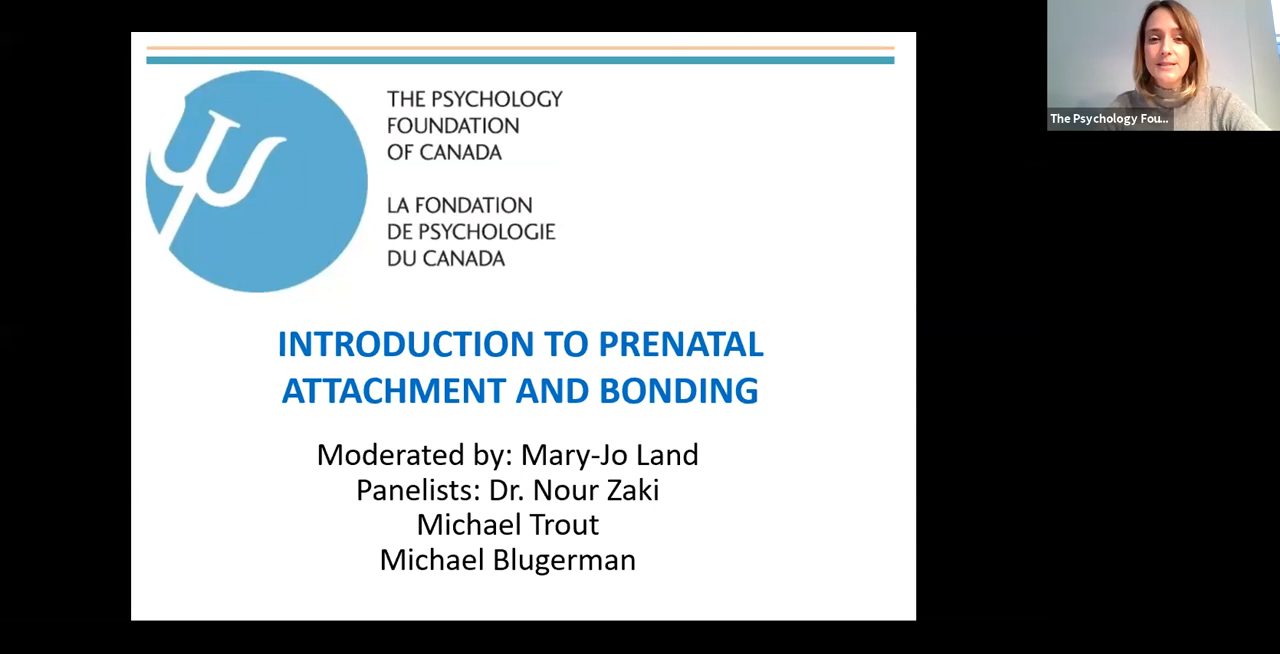 THE PSYCHOLOGY
FOUNDATION
OF CANADA
LA FONDATION
DE PSYCHOLOGIE
DU CANADA
INTRODUCTION TO PRENATAL
ATTACHMENT AND BONDING
Moderated by: Mary-Jo Land
Panelists: Dr. Nour Zaki
Michael Trout
Michael Blugerman
The Psychology Fou...